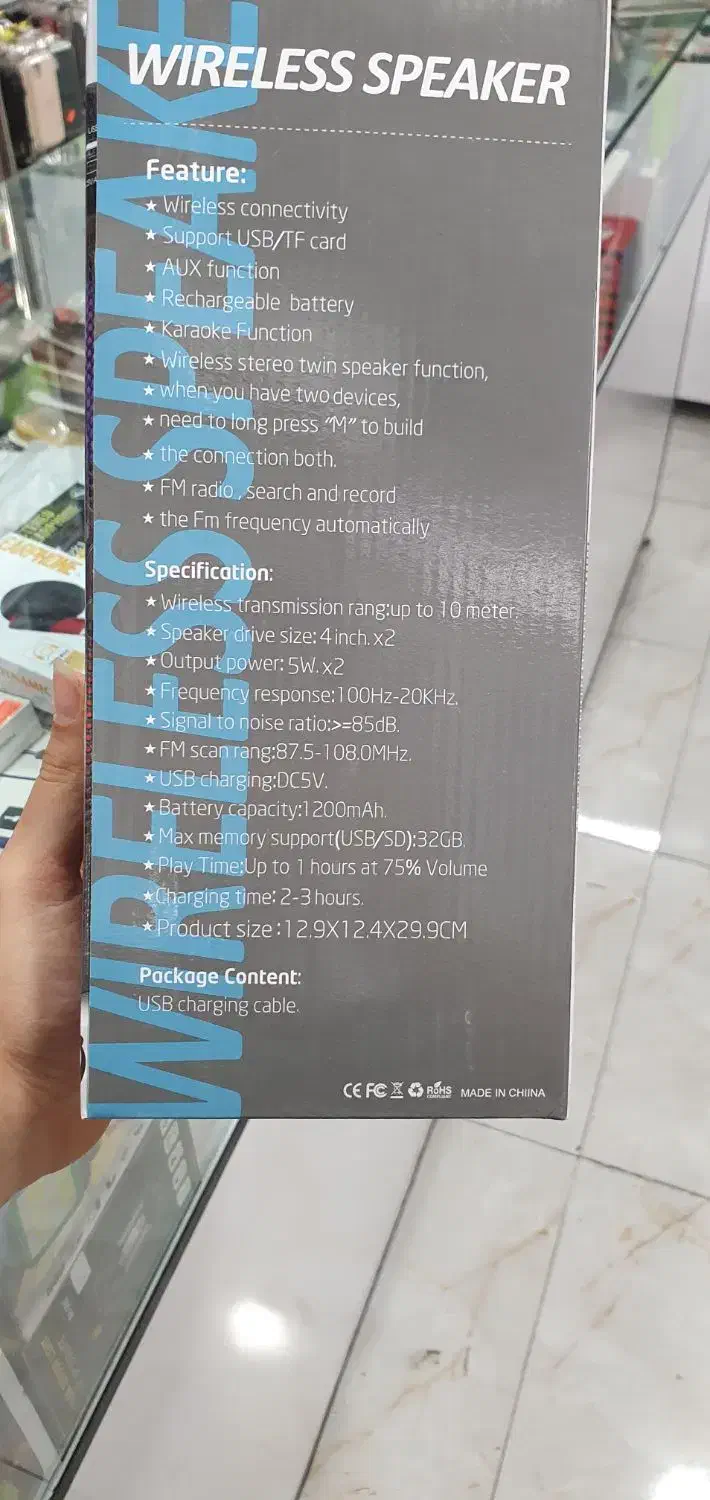 WIRELESS SPEAKER
WIRELESS SPEAKE
Feature:
★ Wireless connectivity
★ Support USB/TF card
★ AUX function
★ Rechargeable battery
★ Karaoke Function
★ Wireless stereo twin speaker function,
★ when you have two devices,
★ need to long press "M" to build
★ the connection both.
★ FM radio , search and record
★ the Fm frequency automatically
Specification:
★ Wireless transmission rang:up to 10 meter.
★ Speaker drive size: 4 inch. x2
★ Output power: 5W. x2
★ Frequency response:100Hz-20KHz.
★ Signal to noise ratio:>=85dB.
★ FM scan rang:87.5-108.0MHz.
★ USB charging:DC5V.
★ Battery capacity:1200mAh.
★ Max memory support(USB/SD):32GB.
★ Play Time:Up to 1 hours at 75% Volume
★ Charging time: 2-3 hours.
★ Product size :12.9X12.4X29.9CM
Package Content:
USB charging cable.
CE FC RoHS COMPLIANT MADE IN CHIINA